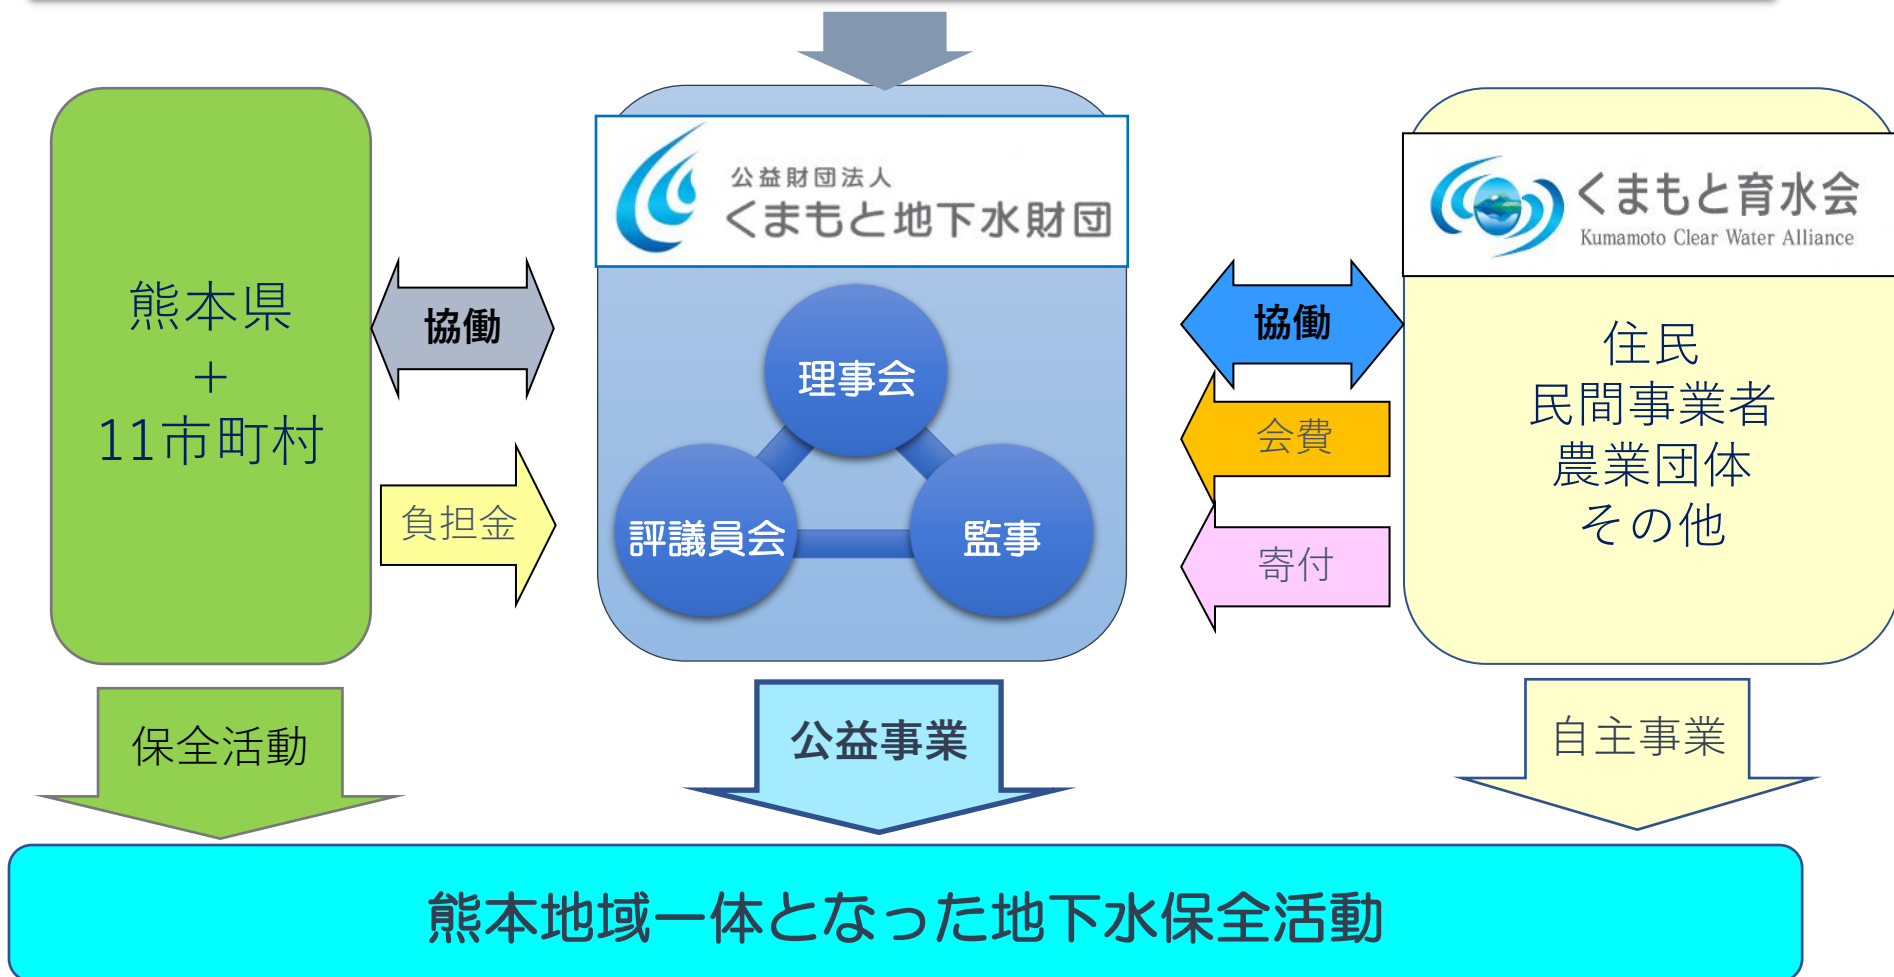 公益財団法人
くまもと地下水財団
くまもと育水会
Kumamoto Clear Water Alliance
熊本県
+
11市町村
協働
負担金
理事会
評議員会
監事
協働
会費
寄付
住民
民間事業者
農業団体
その他
保全活動
公益事業
自主事業
熊本地域一体となった地下水保全活動